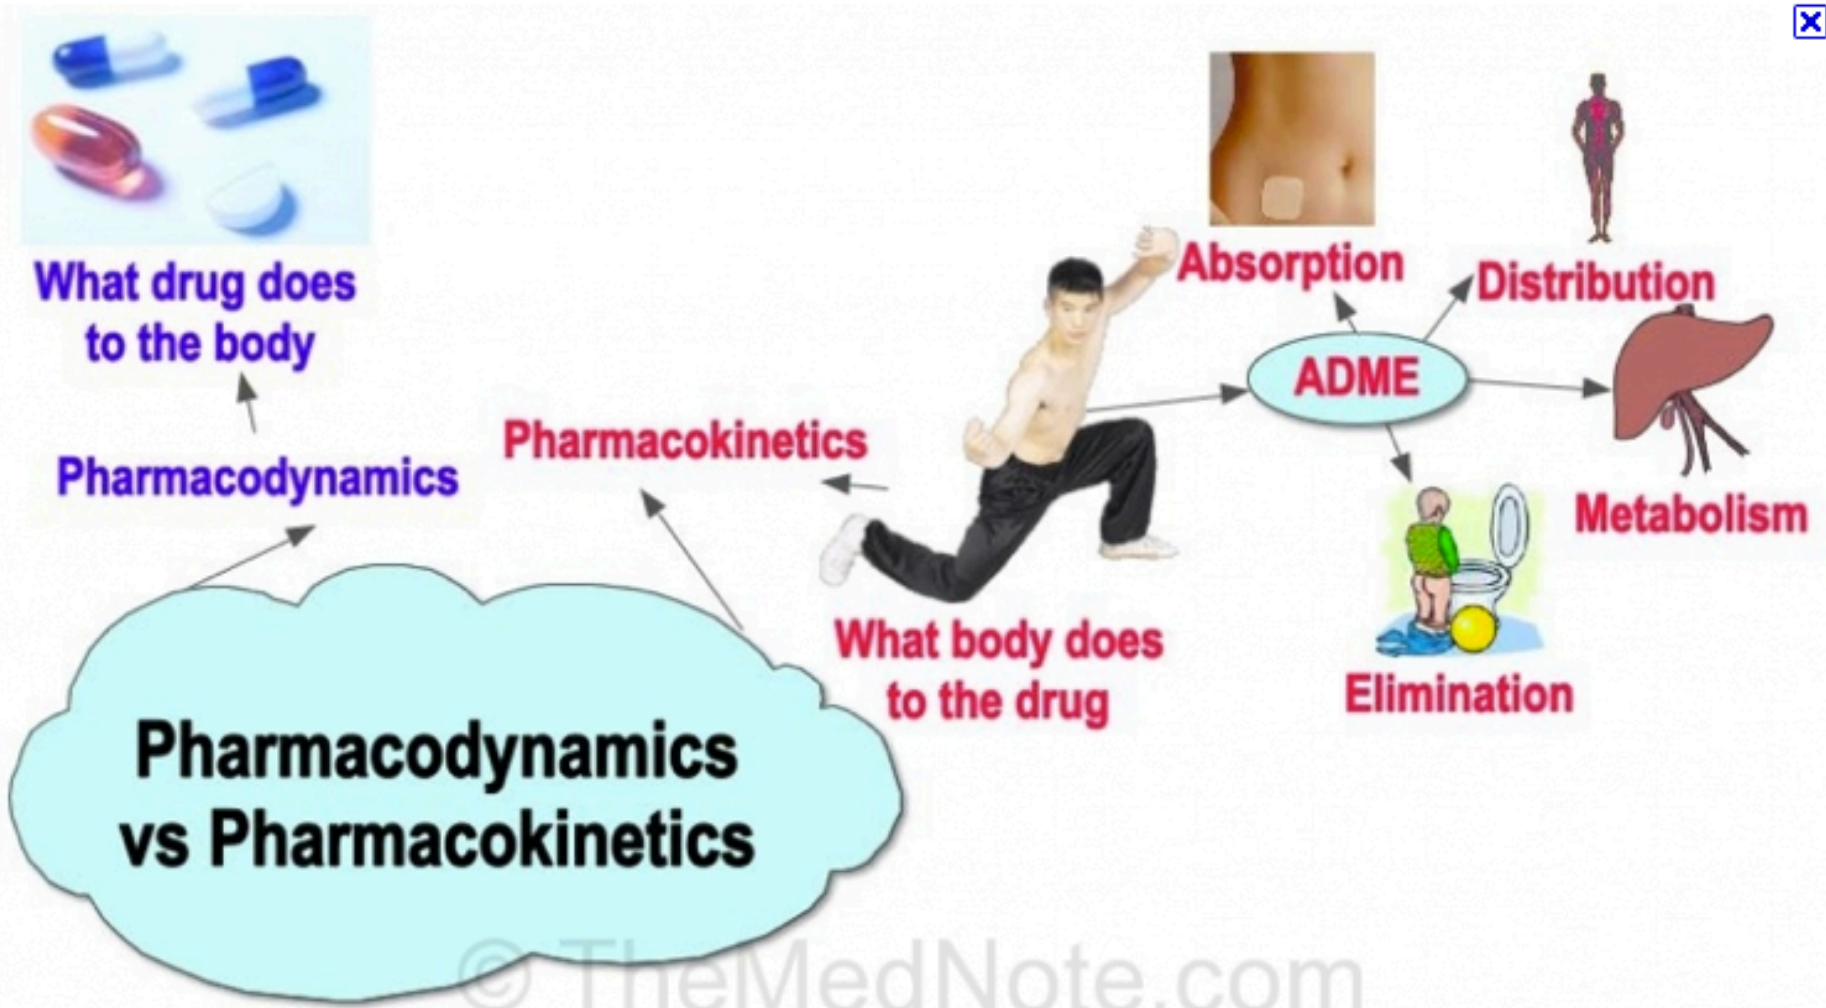 What drug does
to the body
Pharmacodynamics
Pharmacokinetics
Pharmacodynamics
vs Pharmacokinetics
What body does
to the drug
ADME
Absorption
Distribution
Metabolism
Elimination
© TheMedNote.com